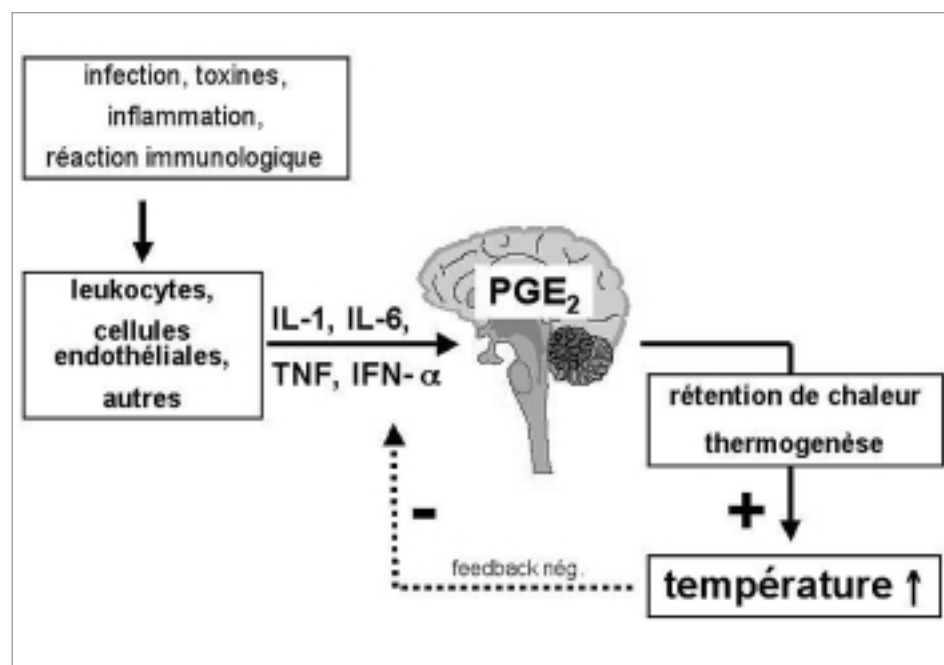 infection, toxines,
inflammation,
réaction immunologique
leukocytes,
cellules
endothéliales,
autres
IL-1, IL-6,
TNF, IFN- α
PGE2
rétention de chaleur
thermogenèse
+
-
feedback nég.
température ↑